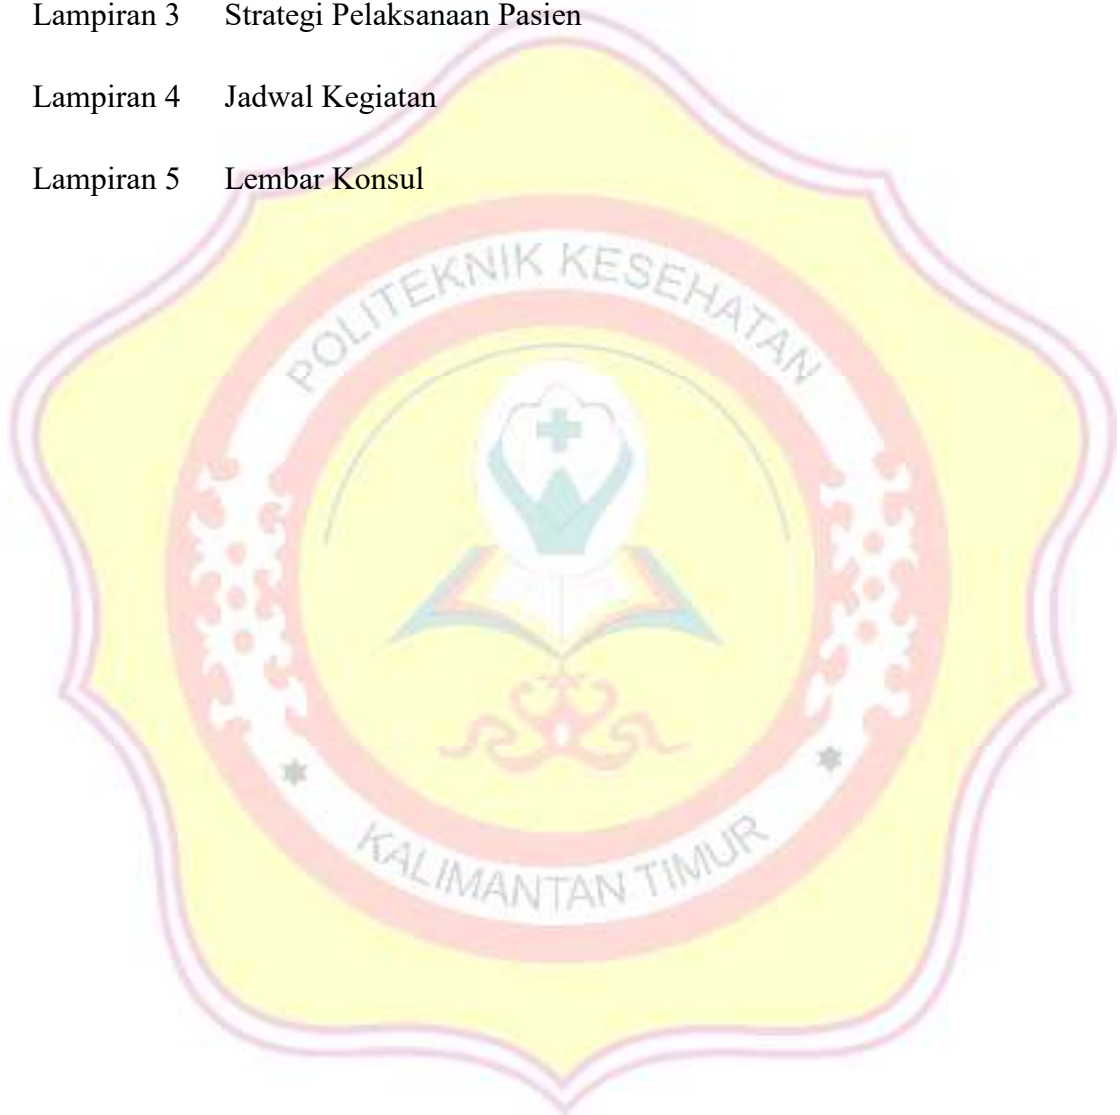 Lampiran 3 Strategi Pelaksanaan Pasien
Lampiran 4 Jadwal Kegiatan
Lampiran 5 Lembar Konsul
POLITEKNIK KESEHATAN
KALIMANTAN TIMUR